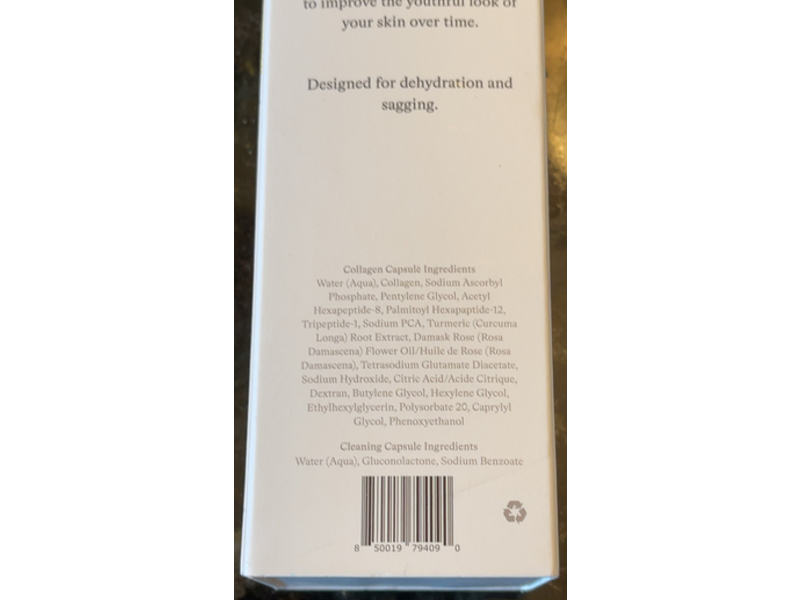 to improve the youthful look of
your skin over time.
Designed for dehydration and
sagging.
Collagen Capsule Ingredients
Water (Aqua), Collagen, Sodium Ascorbyl
Phosphate, Pentylene Glycol, Acetyl
Hexapeptide-8, Palmitoyl Hexapaptide-12,
Tripeptide-1, Sodium PCA, Turmeric (Curcuma
Longa) Root Extract, Damask Rose (Rosa
Damascena) Flower Oil/Huile de Rose (Rosa
Damascena), Tetrasodium Glutamate Diacetate,
Sodium Hydroxide, Citric Acid/Acide Citrique,
Dextran, Butylene Glycol, Hexylene Glycol,
Ethylhexylglycerin, Polysorbate 20, Caprylyl
Glycol, Phenoxyethanol
Cleaning Capsule Ingredients
Water (Aqua), Gluconolactone, Sodium Benzoate
8 50019 79409 0